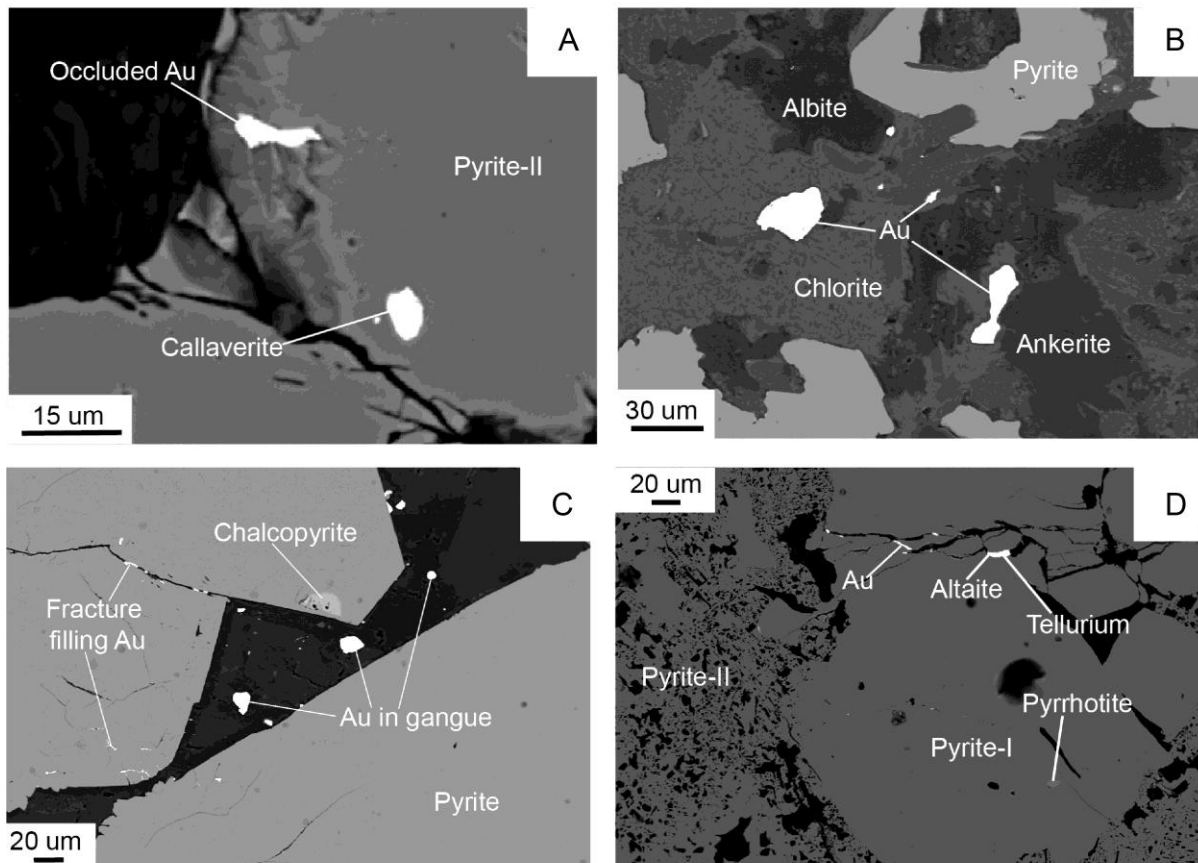 A
Occluded Au
Pyrite-II
Callaverite
15 um
B
Pyrite
Albite
Au
Chlorite
Ankerite
30 um
C
Chalcopyrite
Fracture
filling Au
Au in gangue
Pyrite
20 um
20 um
D
Au
Altaite
Tellurium
Pyrite-II
Pyrrhotite
Pyrite-I